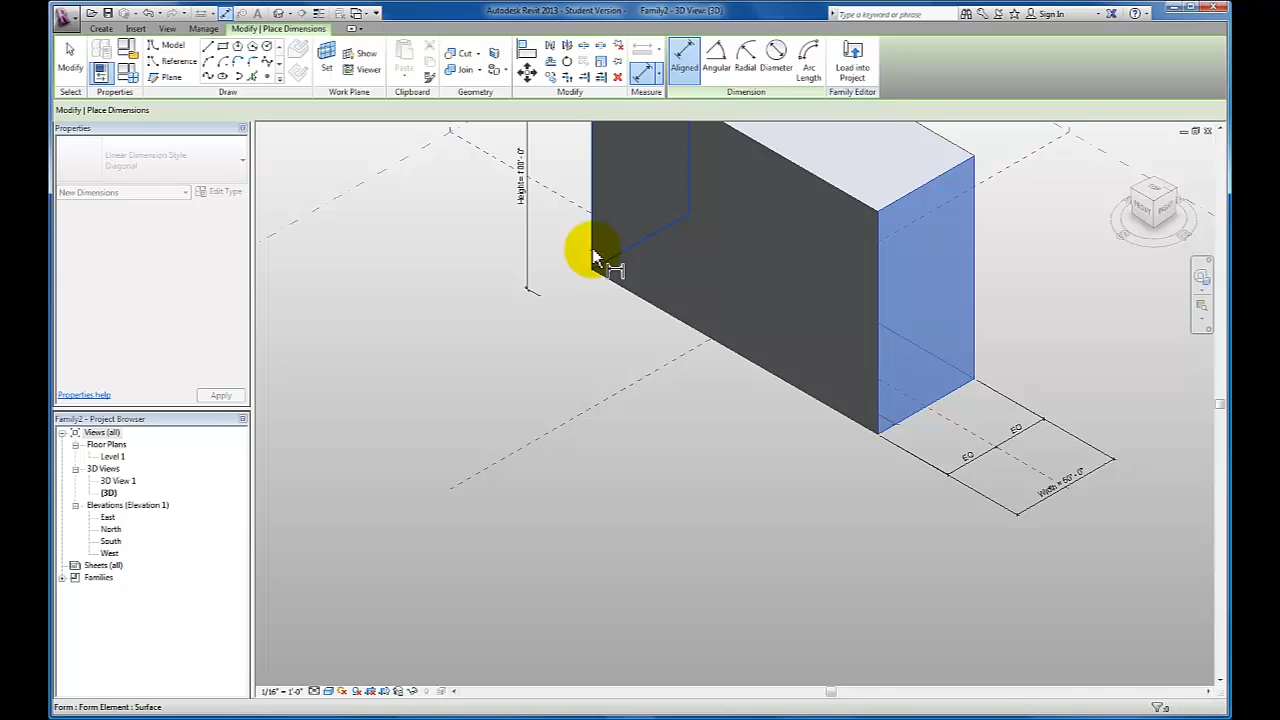 Autodesk Revit 2013 - Student Version - Family2 - 3D View: {3D}
Type a keyword or phrase
Sign In
Create Insert View Manage Modify | Place Dimensions
Modify
Model
Reference
Plane
Set
Show
Viewer
Paste
Cut
Join
Aligned Angular Radial Diameter Arc Length
Load into Project
Select Properties Draw Work Plane Clipboard Geometry Modify Measure Dimension Family Editor
Modify | Place Dimensions
Properties
Linear Dimension Style
Diagonal
New Dimensions
Edit Type
Properties help
Apply
Family2 - Project Browser
Views (all)
Floor Plans
Level 1
3D Views
3D View 1
{3D}
Elevations (Elevation 1)
East
North
South
West
Sheets (all)
Families
Height = 100' - 0"
EQ
EQ
Width = 60' - 0"
TOP
FRONT
RIGHT
1/16" = 1'-0"
Form : Form Element : Surface
:0